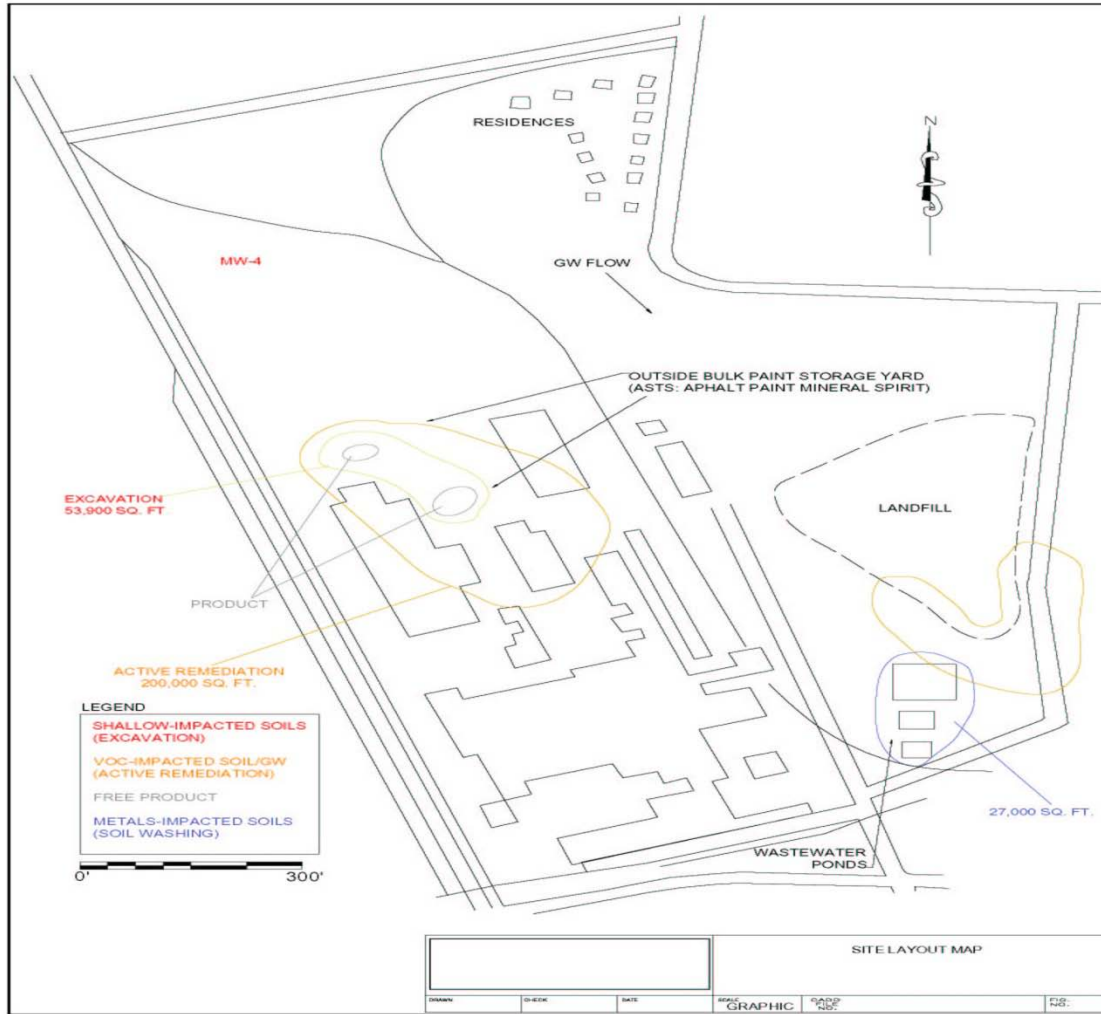 RESIDENCES
N
MW-4
GW FLOW
OUTSIDE BULK PAINT STORAGE YARD
(ASTS: APHALT PAINT MINERAL SPIRIT)
EXCAVATION
53,900 SQ. FT
LANDFILL
PRODUCT
ACTIVE REMEDIATION
200,000 SQ. FT.
LEGEND
SHALLOW-IMPACTED SOILS
(EXCAVATION)
VOC-IMPACTED SOIL/GW
(ACTIVE REMEDIATION)
FREE PRODUCT
METALS-IMPACTED SOILS
(SOIL WASHING)
0' 300'
27,000 SQ. FT.
WASTEWATER
PONDS
SITE LAYOUT MAP
DRAWN CHECK DATE SCALE GRAPHIC CADD FILE NO. FIG. NO.